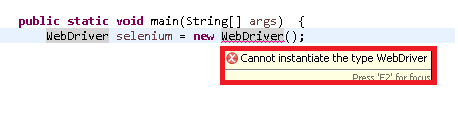 public static void main(String[] args)  {
WebDriver selenium = new WebDriver();
Cannot instantiate the type WebDriver
Press 'F2' for focus